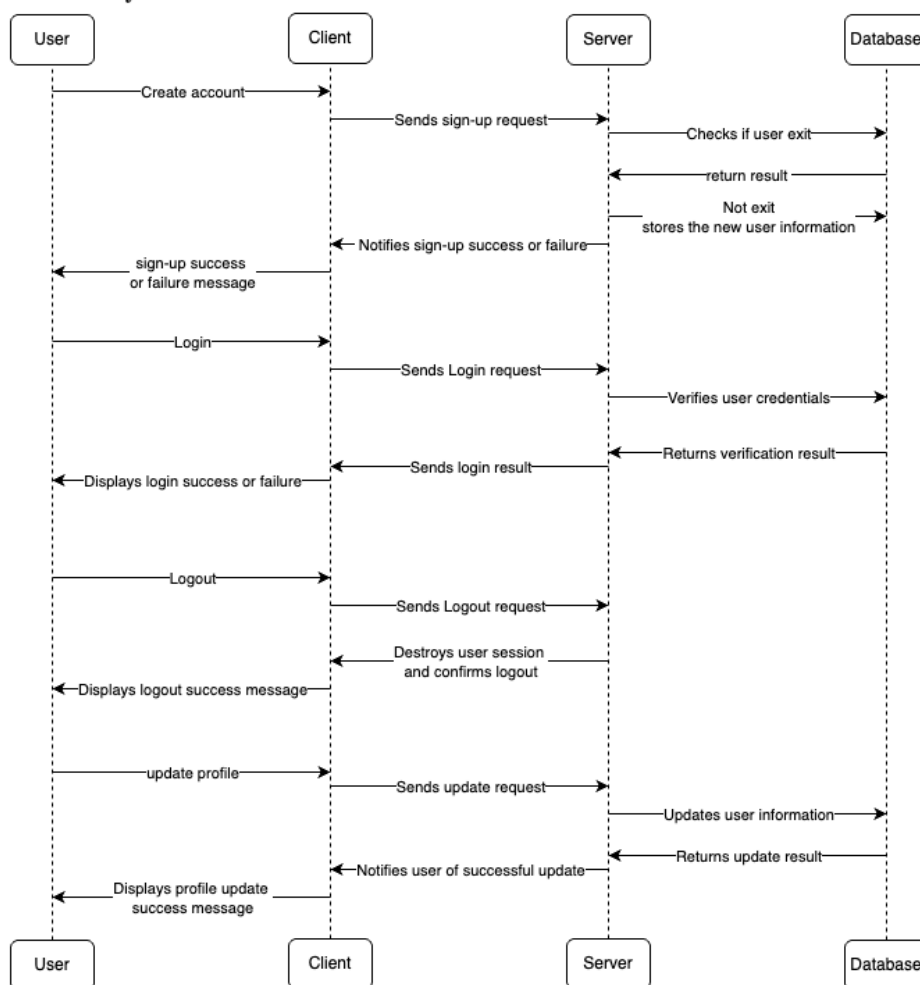 User
Client
Server
Database
Create account
Sends sign-up request
Checks if user exit
return result
Not exit
stores the new user information
Notifies sign-up success or failure
sign-up success
or failure message
Login
Sends Login request
Verifies user credentials
Returns verification result
Sends login result
Displays login success or failure
Logout
Sends Logout request
Destroys user session
and confirms logout
Displays logout success message
update profile
Sends update request
Updates user information
Returns update result
Notifies user of successful update
Displays profile update
success message
User
Client
Server
Database